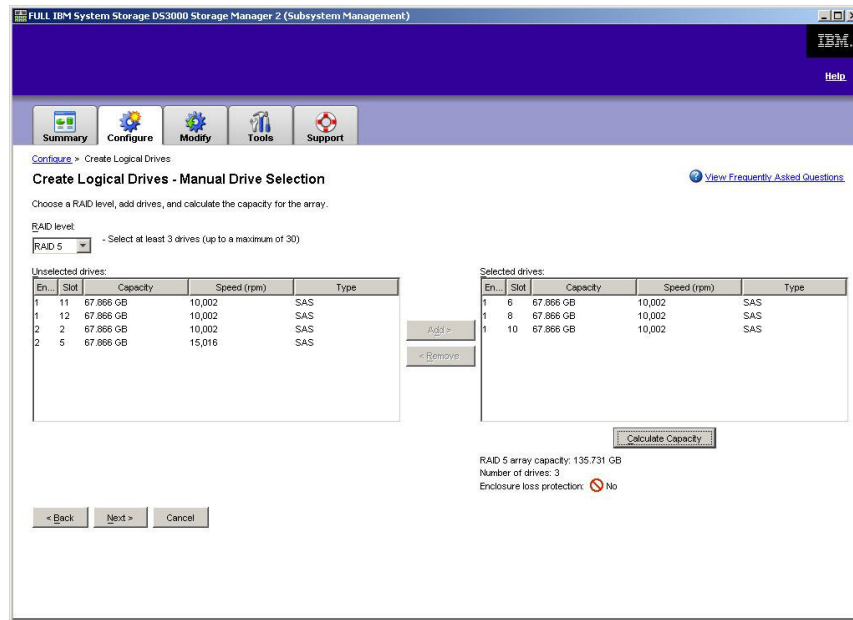 FULL IBM System Storage DS3000 Storage Manager 2 (Subsystem Management)
IBM.
Help
Summary Configure Modify Tools Support
Configure > Create Logical Drives
Create Logical Drives - Manual Drive Selection
View Frequently Asked Questions
Choose a RAID level, add drives, and calculate the capacity for the array.
RAID level:
RAID 5 - Select at least 3 drives (up to a maximum of 30)
Unselected drives:
En... Slot Capacity Speed (rpm) Type
1 11 67.866 GB 10,002 SAS
1 12 67.866 GB 10,002 SAS
2 2 67.866 GB 10,002 SAS
2 5 67.866 GB 15,016 SAS
Add >
< Remove
Selected drives:
En... Slot Capacity Speed (rpm) Type
1 6 67.866 GB 10,002 SAS
1 8 67.866 GB 10,002 SAS
1 10 67.866 GB 10,002 SAS
Calculate Capacity
RAID 5 array capacity: 135.731 GB
Number of drives: 3
Enclosure loss protection: No
< Back Next > Cancel